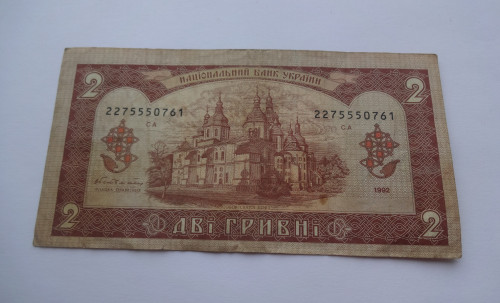 2 НАЦІОНАЛЬНИЙ БАНК УКРАЇНИ 2
2275550761 2275550761
СА СА
1992
2 ДВІ ГРИВНІ 2